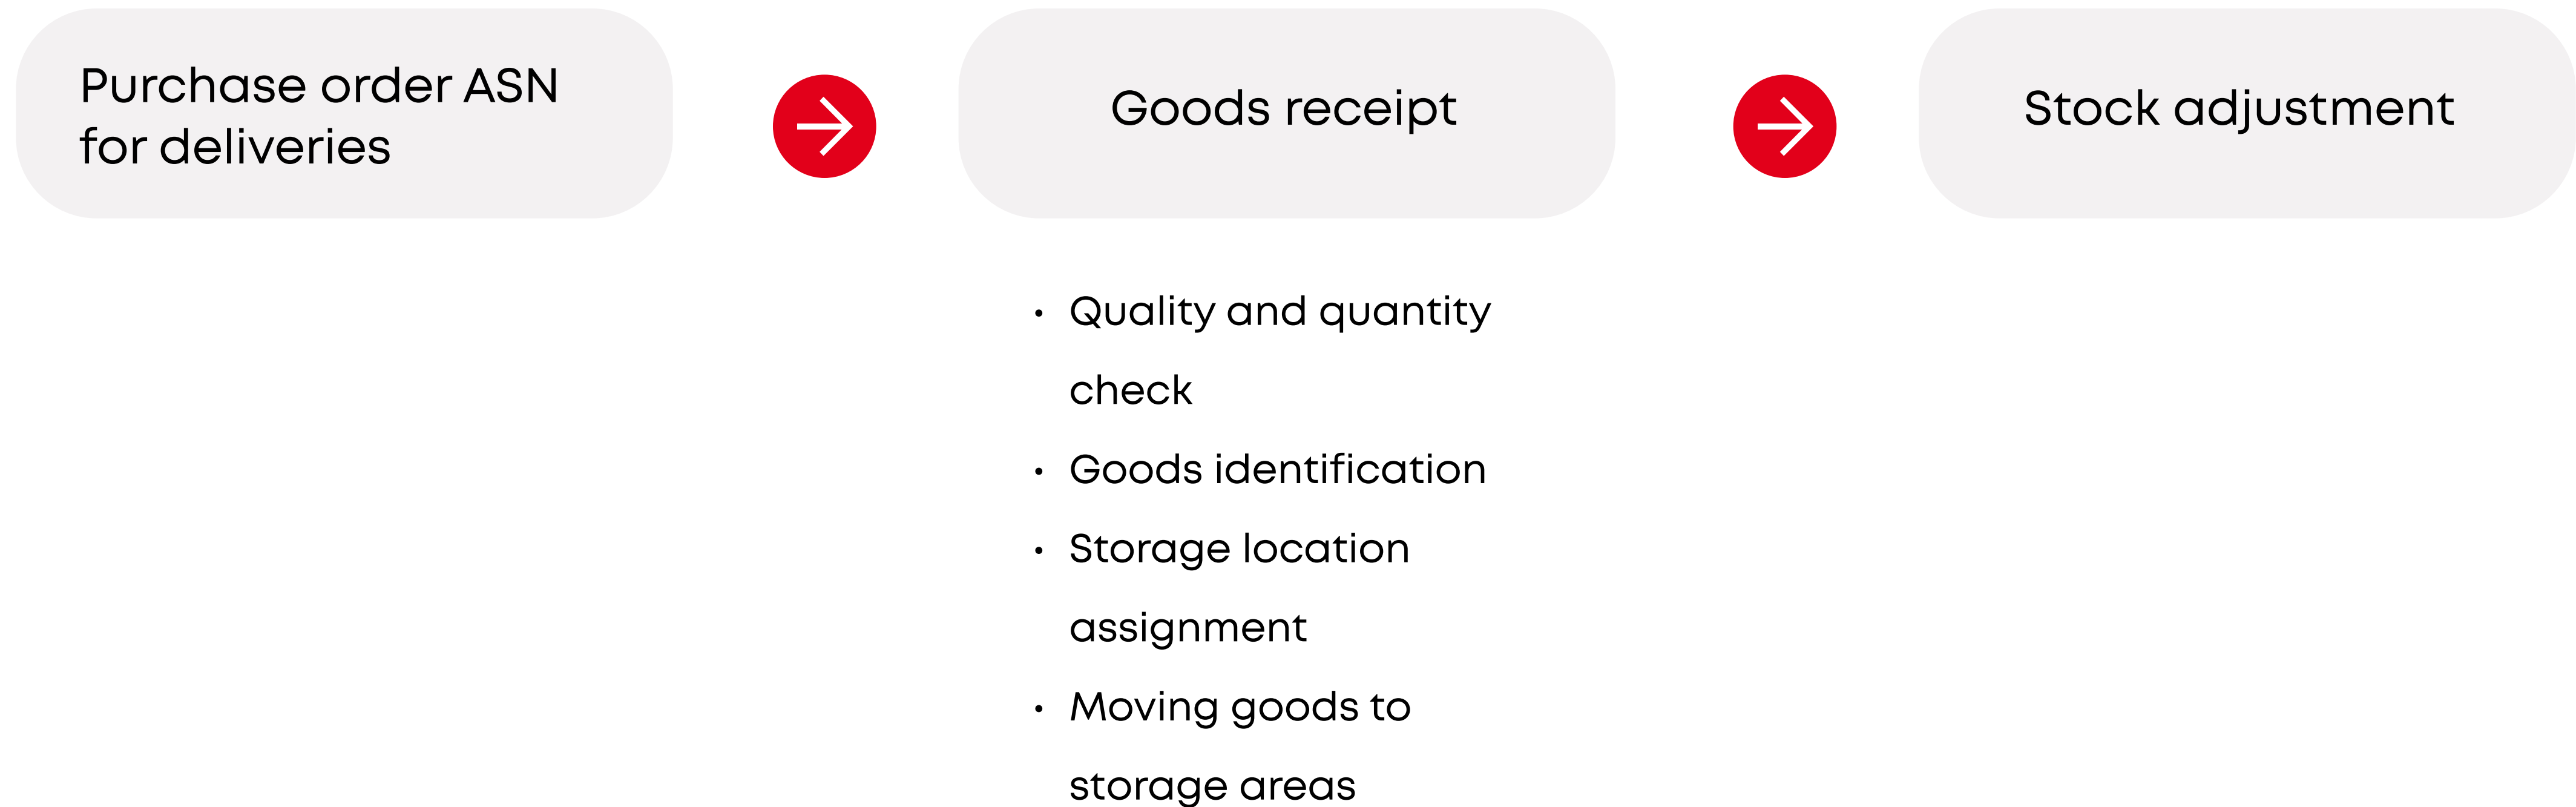 Purchase order ASN
for deliveries
Goods receipt
Stock adjustment
• Quality and quantity
check
• Goods identification
• Storage location
assignment
• Moving goods to
storage areas